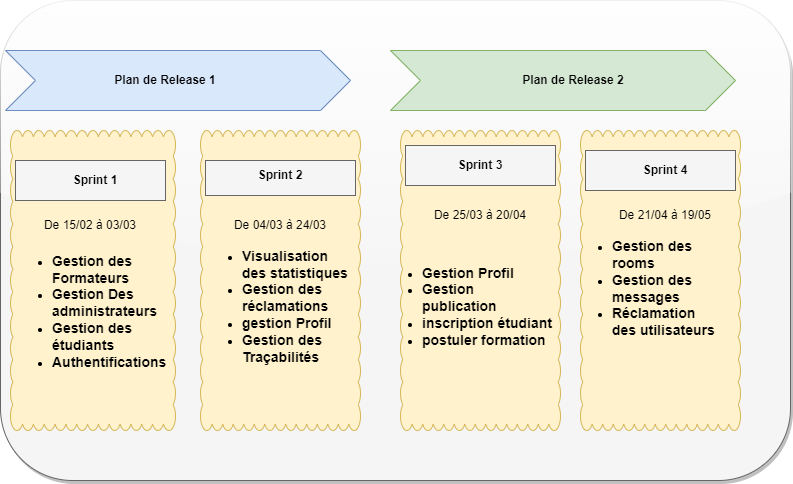 Plan de Release 1
Plan de Release 2
Sprint 1
De 15/02 à 03/03
• Gestion des
Formateurs
• Gestion Des
administrateurs
• Gestion des
étudiants
• Authentifications
Sprint 2
De 04/03 à 24/03
• Visualisation
des statistiques
• Gestion des
réclamations
• gestion Profil
• Gestion des
Traçabilités
Sprint 3
De 25/03 à 20/04
• Gestion Profil
• Gestion
publication
• inscription étudiant
• postuler formation
Sprint 4
De 21/04 à 19/05
• Gestion des
rooms
• Gestion des
messages
• Réclamation
des utilisateurs